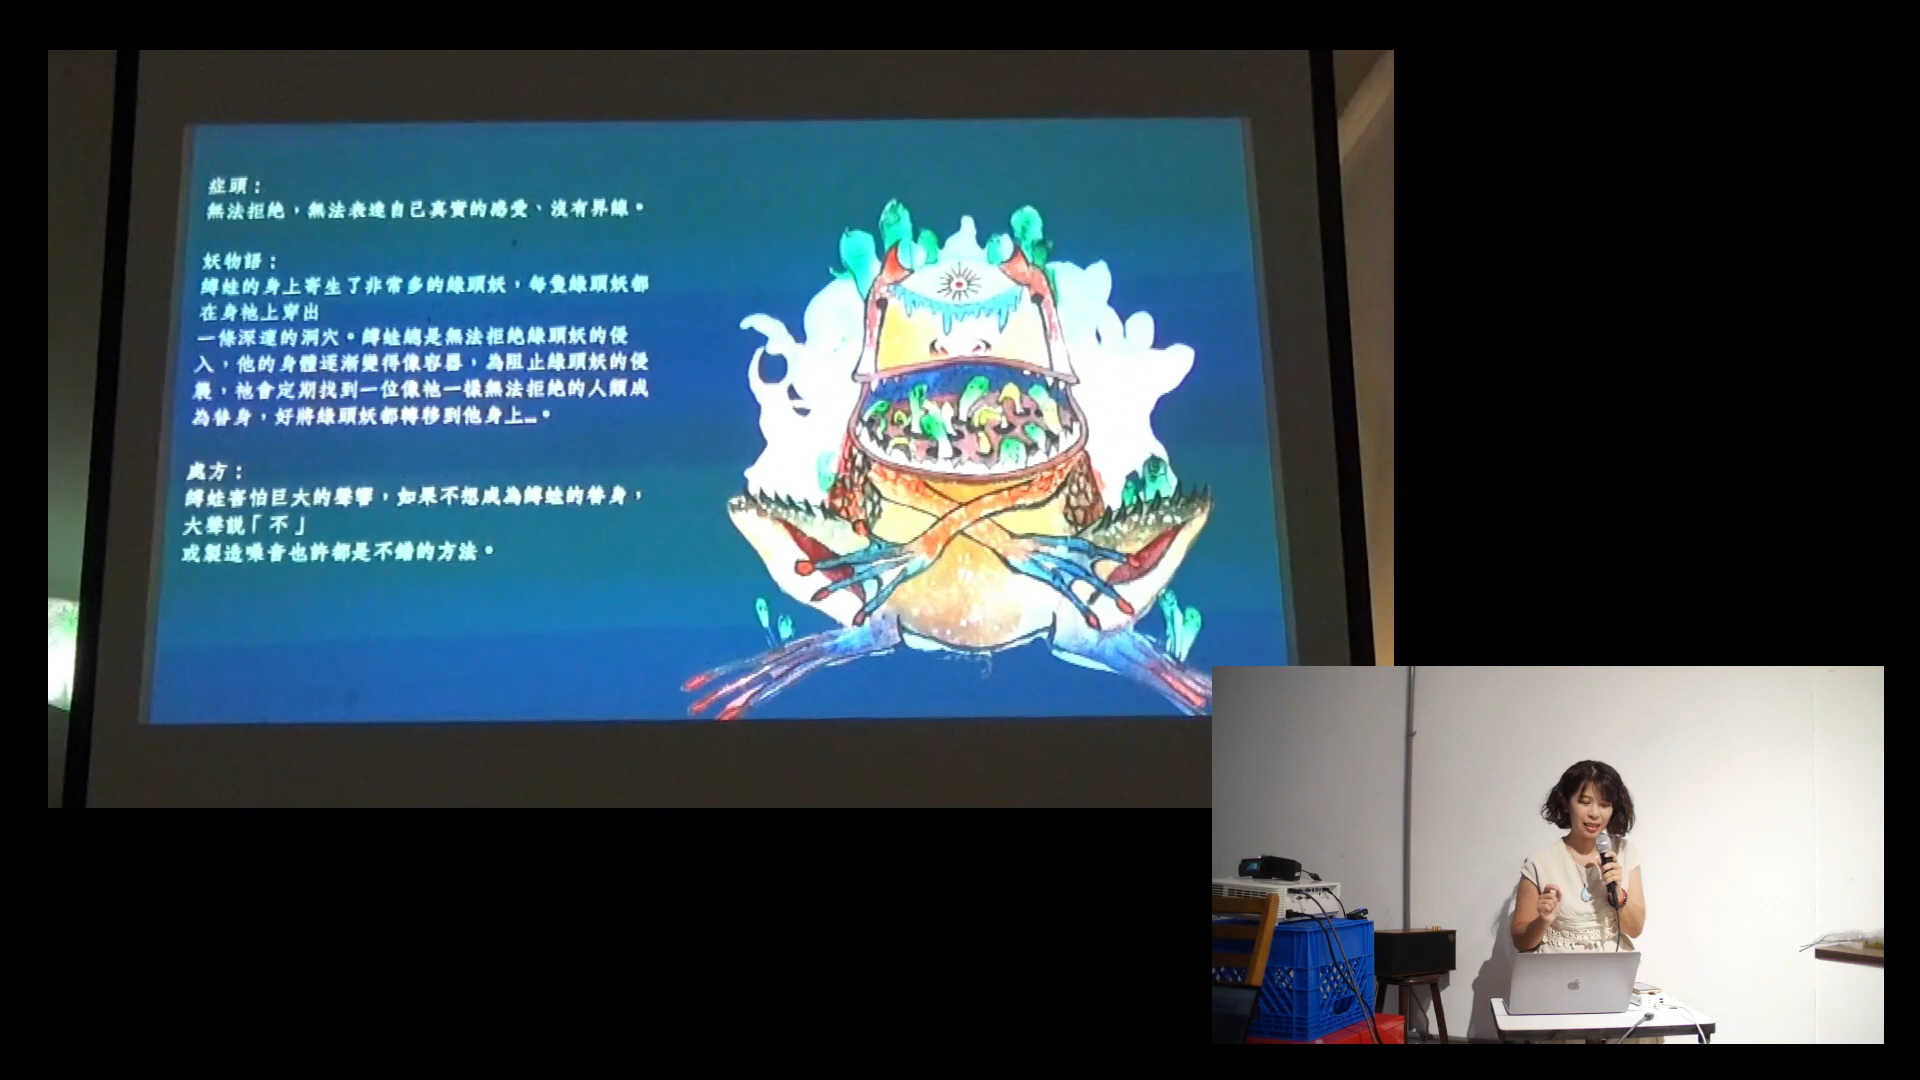 症頭：
無法拒絕，無法表達自己真實的感受、沒有界線。
妖物語：
縛蛙的身上寄生了非常多的綠頭妖，每隻綠頭妖都
在身祂上穿出
一條深邃的洞穴。縛蛙總是無法拒絕綠頭妖的侵
入，他的身體逐漸變得像容器，為阻止綠頭妖的侵
襲，祂會定期找到一位像祂一樣無法拒絕的人類成
為替身，好將綠頭妖都轉移到他身上…。
處方：
縛蛙害怕巨大的聲響，如果不想成為縛蛙的替身，
大聲說「不」
或製造噪音也許都是不錯的方法。